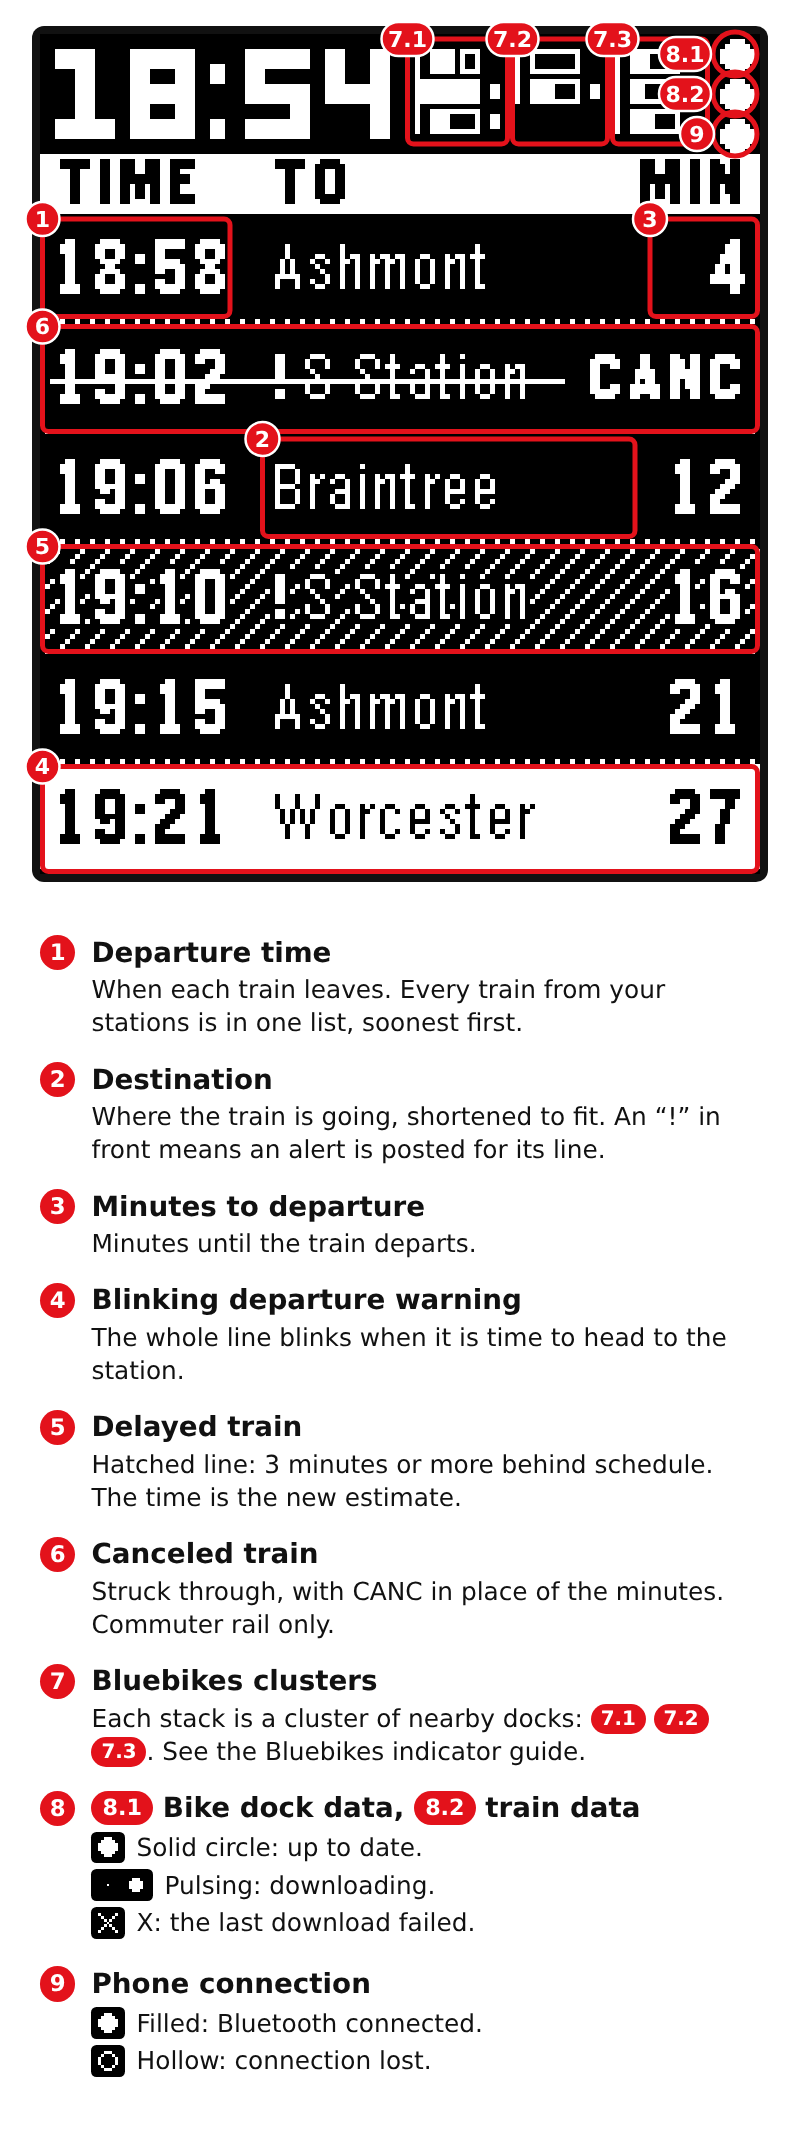 18:54
7.1 7.2 7.3 8.1
8.2
9
TIME TO MIN
1 3
18:58 Ashmont 4
6
19:02 !S Station CANC
2
19:06 Braintree 12
5
19:10 !S Station 16
19:15 Ashmont 21
4
19:21 Worcester 27
1 Departure time
When each train leaves. Every train from your
stations is in one list, soonest first.
2 Destination
Where the train is going, shortened to fit. An “!” in
front means an alert is posted for its line.
3 Minutes to departure
Minutes until the train departs.
4 Blinking departure warning
The whole line blinks when it is time to head to the
station.
5 Delayed train
Hatched line: 3 minutes or more behind schedule.
The time is the new estimate.
6 Canceled train
Struck through, with CANC in place of the minutes.
Commuter rail only.
7 Bluebikes clusters
Each stack is a cluster of nearby docks: 7.1 7.2
7.3. See the Bluebikes indicator guide.
8 8.1 Bike dock data, 8.2 train data
Solid circle: up to date.
Pulsing: downloading.
X: the last download failed.
9 Phone connection
Filled: Bluetooth connected.
Hollow: connection lost.